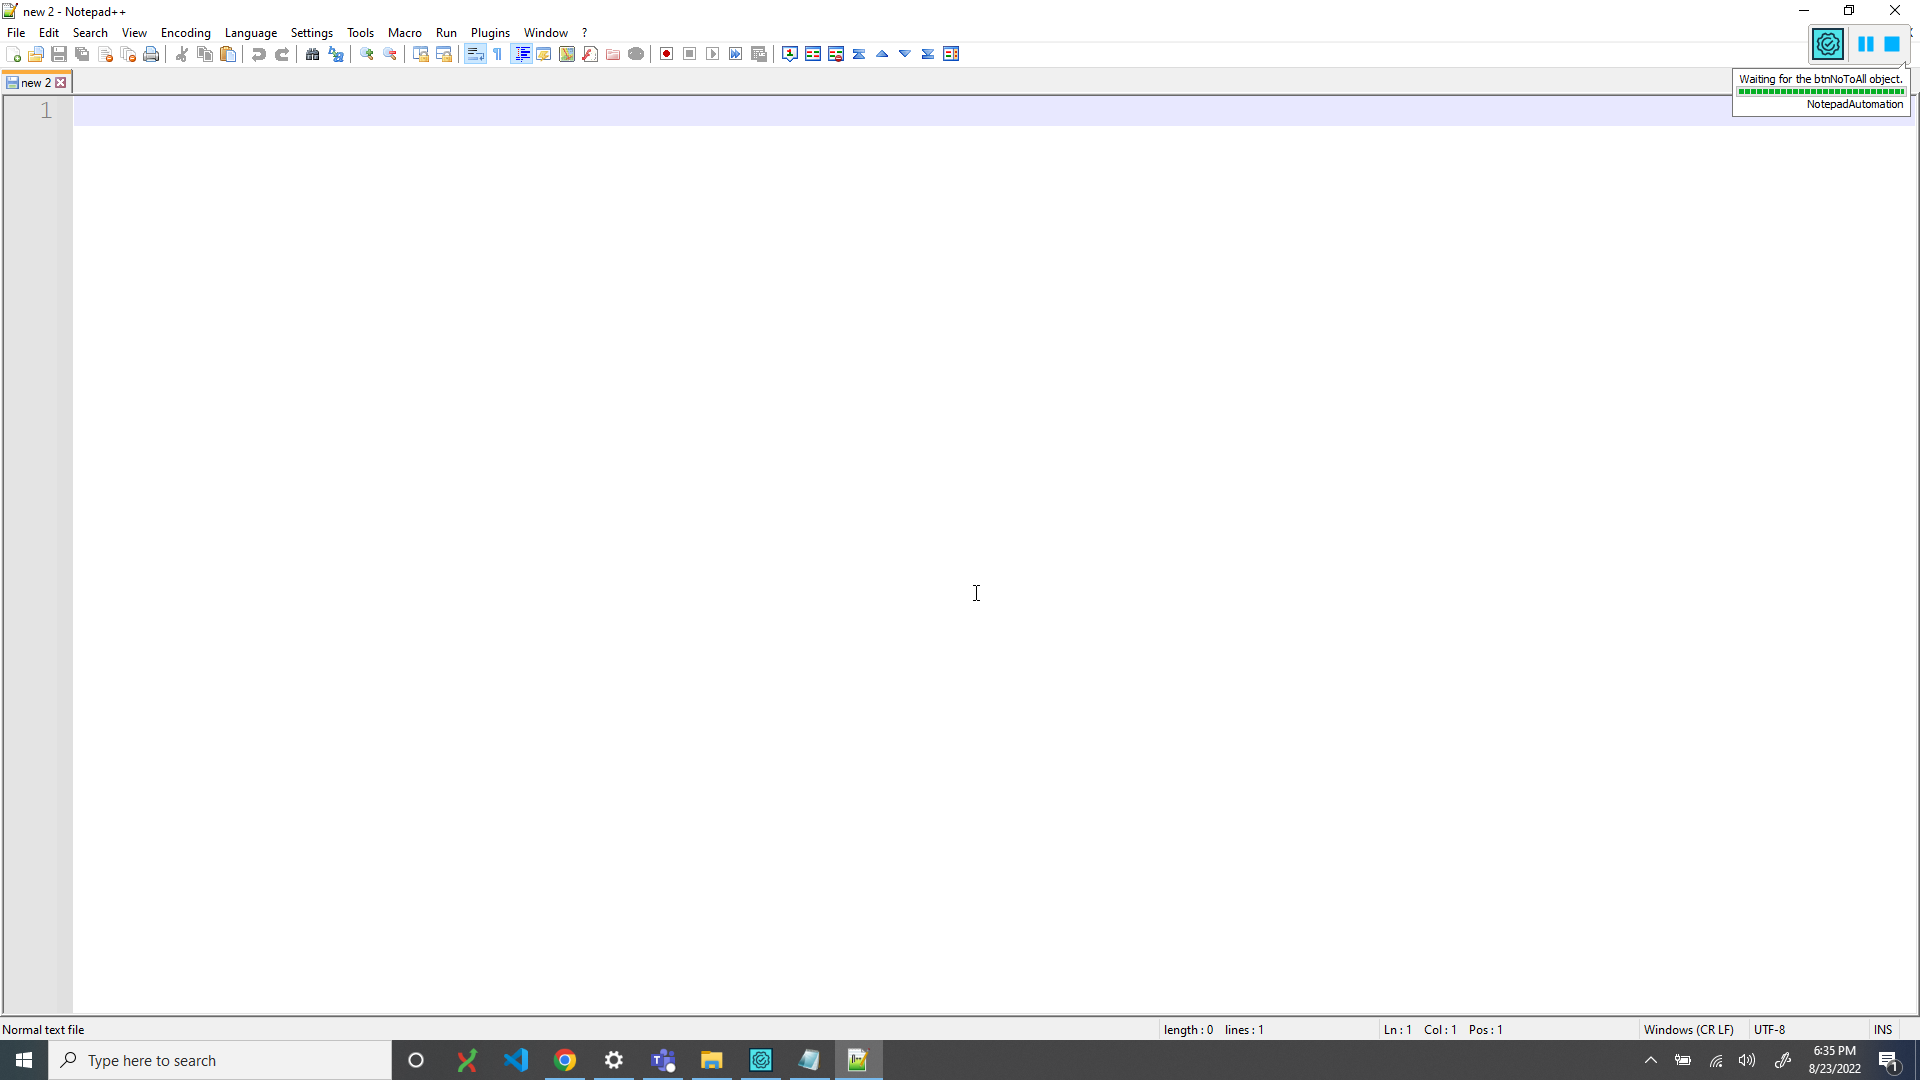 new 2 - Notepad++
File Edit Search View Encoding Language Settings Tools Macro Run Plugins Window ?
new 2
Waiting for the btnNoToAll object.
NotepadAutomation
1
Normal text file
length : 0 lines : 1
Ln : 1 Col : 1 Pos : 1
Windows (CR LF)
UTF-8
INS
Type here to search
6:35 PM
8/23/2022
1